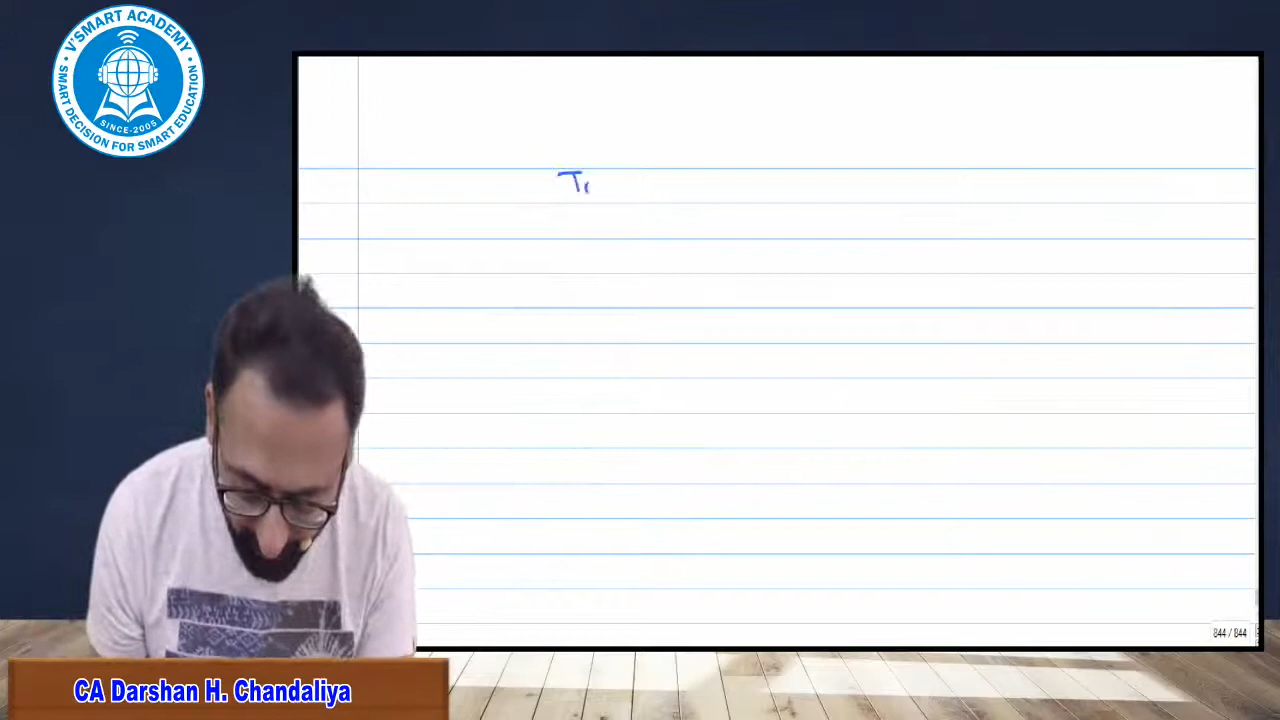 V'SMART ACADEMY
SMART DECISION FOR SMART EDUCATION
SINCE-2005
844 / 844
CA Darshan H. Chandaliya